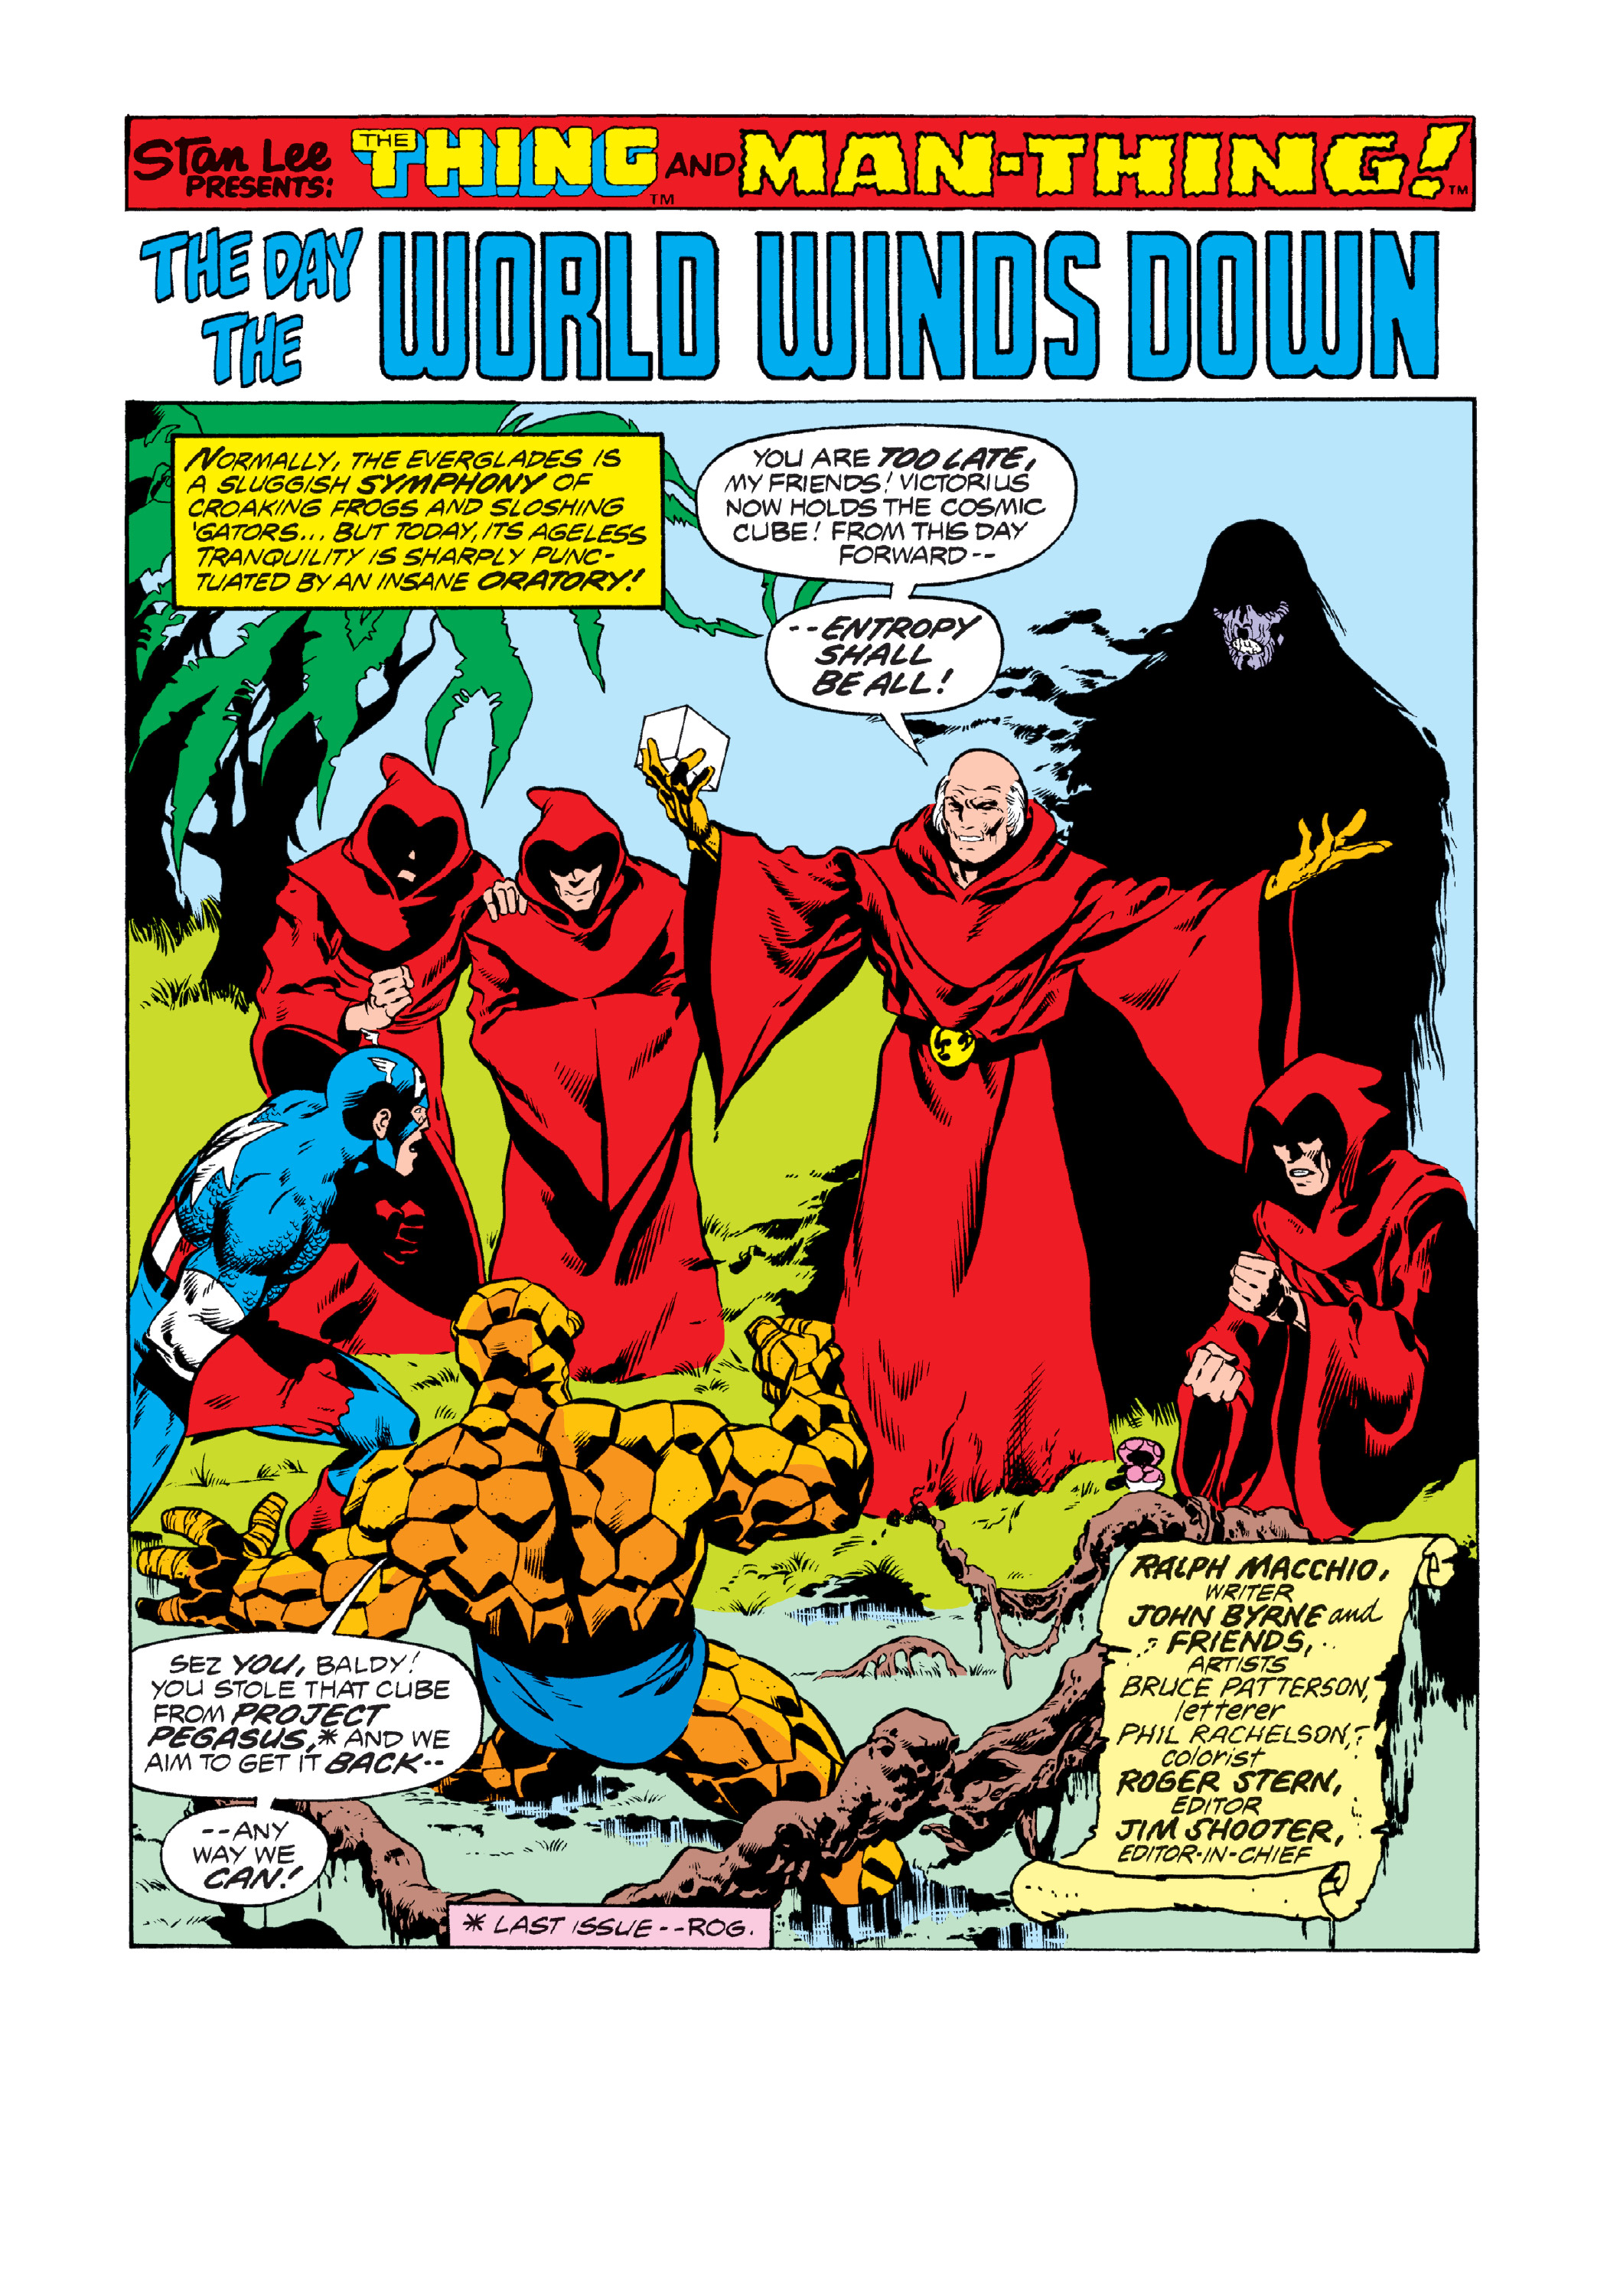 STAN LEE
PRESENTS:
THE
THING
TM
AND
MAN-THING!
TM
THE DAY
THE
WORLD WINDS DOWN
NORMALLY, THE EVERGLADES IS
A SLUGGISH SYMPHONY OF
CROAKING FROGS AND SLOSHING
'GATORS... BUT TODAY, ITS AGELESS
TRANQUILITY IS SHARPLY PUNC-
TUATED BY AN INSANE ORATORY!
YOU ARE TOO LATE,
MY FRIENDS! VICTORIUS
NOW HOLDS THE COSMIC
CUBE! FROM THIS DAY
FORWARD--
--ENTROPY
SHALL
BE ALL!
SEZ YOU, BALDY!
YOU STOLE THAT CUBE
FROM PROJECT
PEGASUS,* AND WE
AIM TO GET IT BACK--
--ANY
WAY WE
CAN!
* LAST ISSUE--ROG.
RALPH MACCHIO,
WRITER
JOHN BYRNE and
FRIENDS,
ARTISTS
BRUCE PATTERSON,
letterer
PHIL RACHELSON,
colorist
ROGER STERN,
EDITOR
JIM SHOOTER,
EDITOR-IN-CHIEF